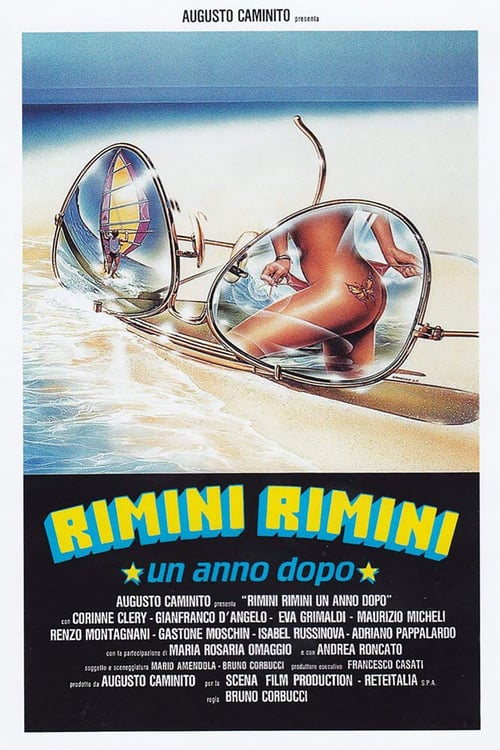 AUGUSTO CAMINITO presenta
RIMINI RIMINI
un anno dopo
AUGUSTO CAMINITO presenta "RIMINI RIMINI UN ANNO DOPO"
con CORINNE CLERY - GIANFRANCO D'ANGELO - EVA GRIMALDI - MAURIZIO MICHELI
RENZO MONTAGNANI - GASTONE MOSCHIN - ISABEL RUSSINOVA - ADRIANO PAPPALARDO
con la partecipazione di MARIA ROSARIA OMAGGIO e con ANDREA RONCATO
soggetto e sceneggiatura MARIO AMENDOLA - BRUNO CORBUCCI produttore esecutivo FRANCESCO CASATI
prodotto da AUGUSTO CAMINITO per la SCENA FILM PRODUCTION - RETEITALIA S.P.A.
regia BRUNO CORBUCCI